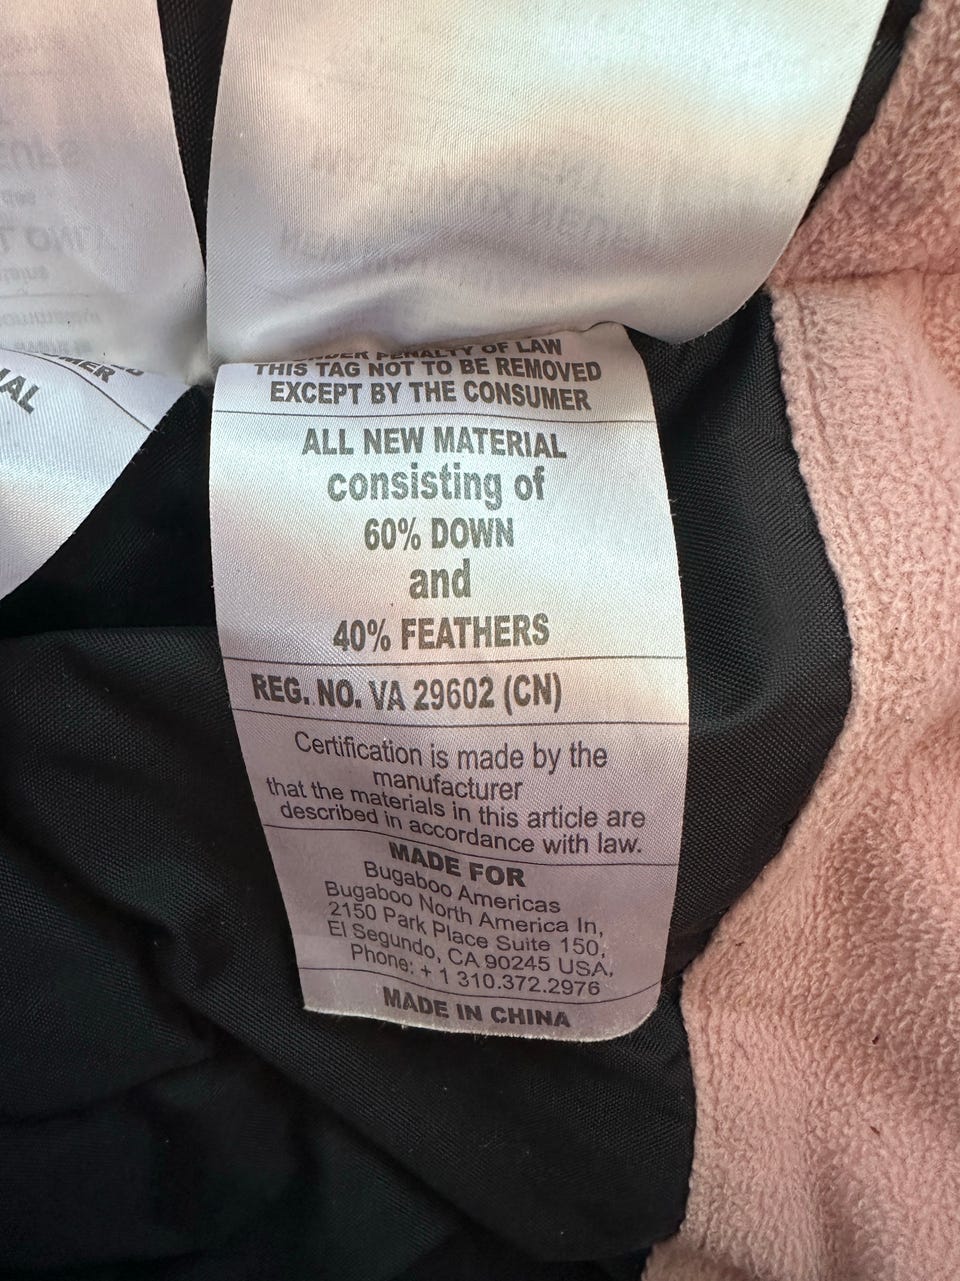 UNDER PENALTY OF LAW
THIS TAG NOT TO BE REMOVED
EXCEPT BY THE CONSUMER
ALL NEW MATERIAL
consisting of
60% DOWN
and
40% FEATHERS
REG. NO. VA 29602 (CN)
Certification is made by the
manufacturer
that the materials in this article are
described in accordance with law.
MADE FOR
Bugaboo Americas
Bugaboo North America In,
2150 Park Place Suite 150,
El Segundo, CA 90245 USA,
Phone: + 1 310.372.2976
MADE IN CHINA